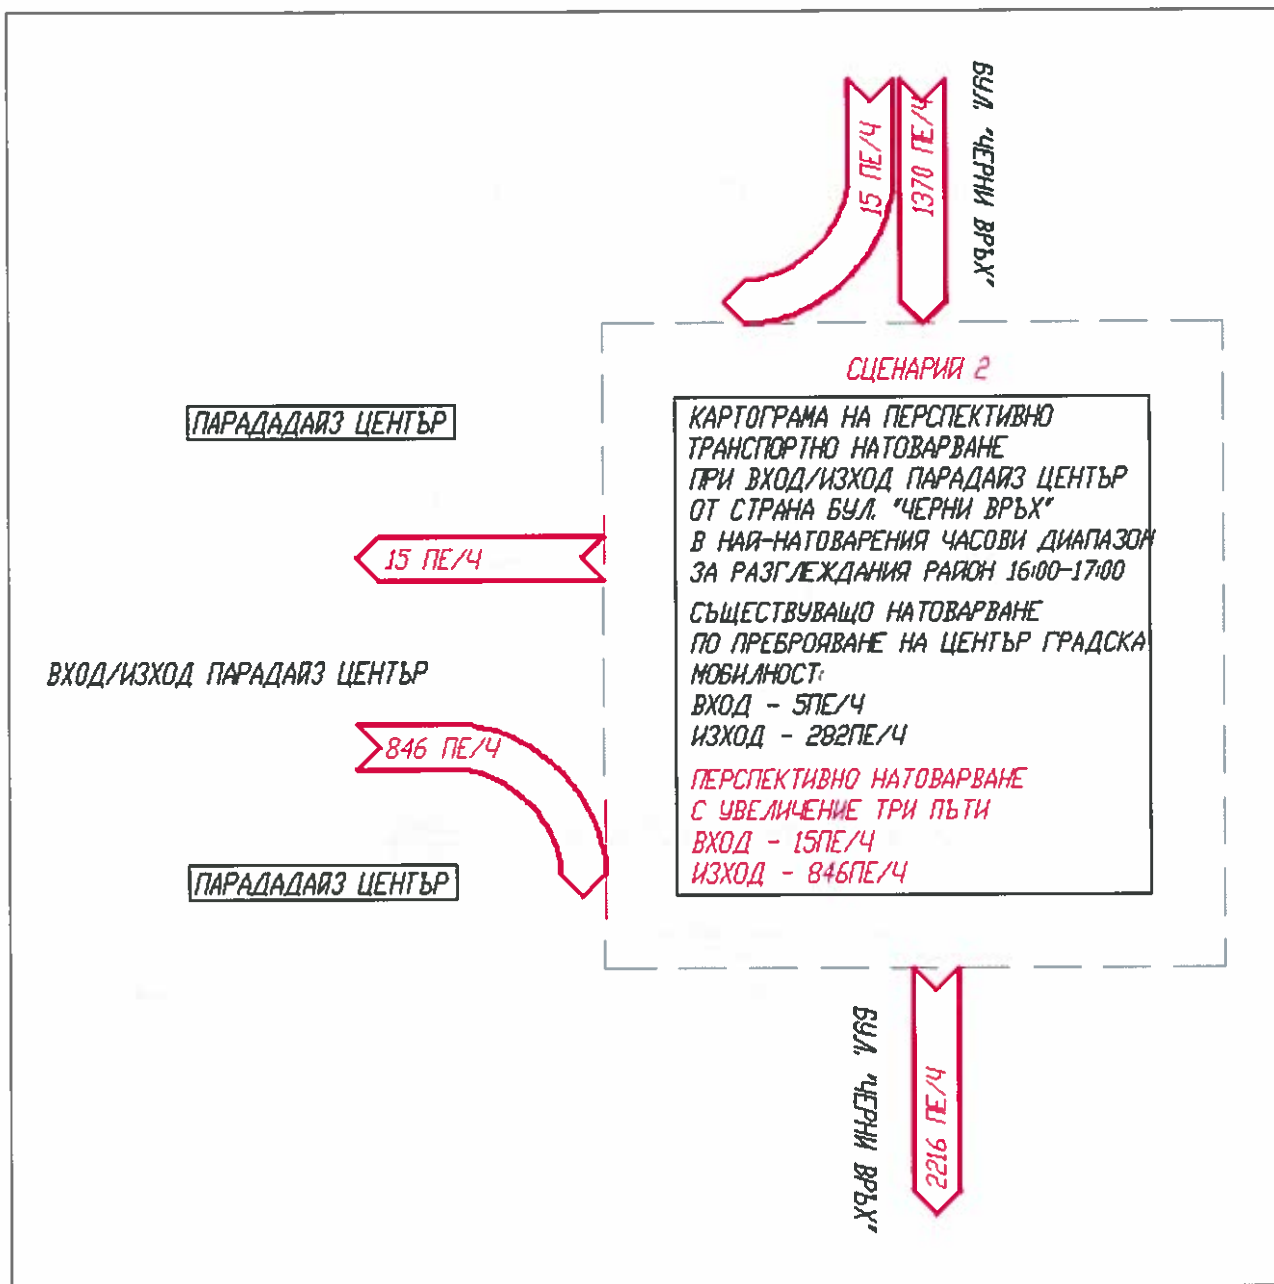 БУЛ. "ЧЕРНИ ВРЪХ"
15 ПЕ/Ч
1370 ПЕ/Ч
СЦЕНАРИЙ 2
ПАРАДАДАЙЗ ЦЕНТЪР
КАРТОГРАМА НА ПЕРСПЕКТИВНО
ТРАНСПОРТНО НАТОВАРВАНЕ
ПРИ ВХОД/ИЗХОД ПАРАДАЙЗ ЦЕНТЪР
ОТ СТРАНА БУЛ. "ЧЕРНИ ВРЪХ"
В НАЙ-НАТОВАРЕНИЯ ЧАСОВИ ДИАПАЗОН
ЗА РАЗГЛЕЖДАНИЯ РАЙОН 16:00-17:00
СЪЩЕСТВУВАЩО НАТОВАРВАНЕ
ПО ПРЕБРОЯВАНЕ НА ЦЕНТЪР ГРАДСКА
МОБИЛНОСТ:
ВХОД - 5ПЕ/Ч
ИЗХОД - 282ПЕ/Ч
ПЕРСПЕКТИВНО НАТОВАРВАНЕ
С УВЕЛИЧЕНИЕ ТРИ ПЪТИ
ВХОД - 15ПЕ/Ч
ИЗХОД - 846ПЕ/Ч
15 ПЕ/Ч
ВХОД/ИЗХОД ПАРАДАЙЗ ЦЕНТЪР
846 ПЕ/Ч
ПАРАДАДАЙЗ ЦЕНТЪР
БУЛ. "ЧЕРНИ ВРЪХ"
2216 ПЕ/Ч